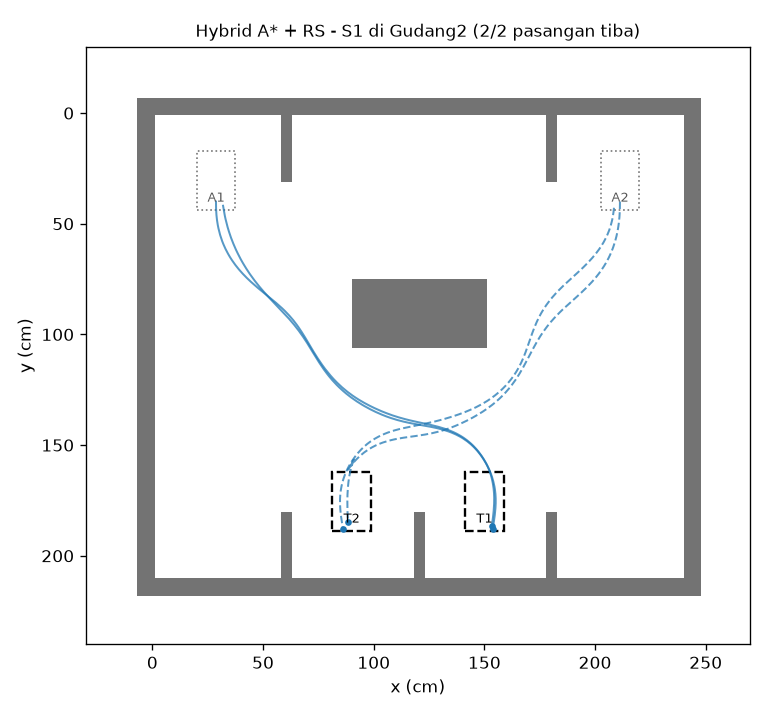 Hybrid A* + RS - S1 di Gudang2 (2/2 pasangan tiba)
A1
A2
T2
T1
0
50
100
150
200
y (cm)
0
50
100
150
200
250
x (cm)